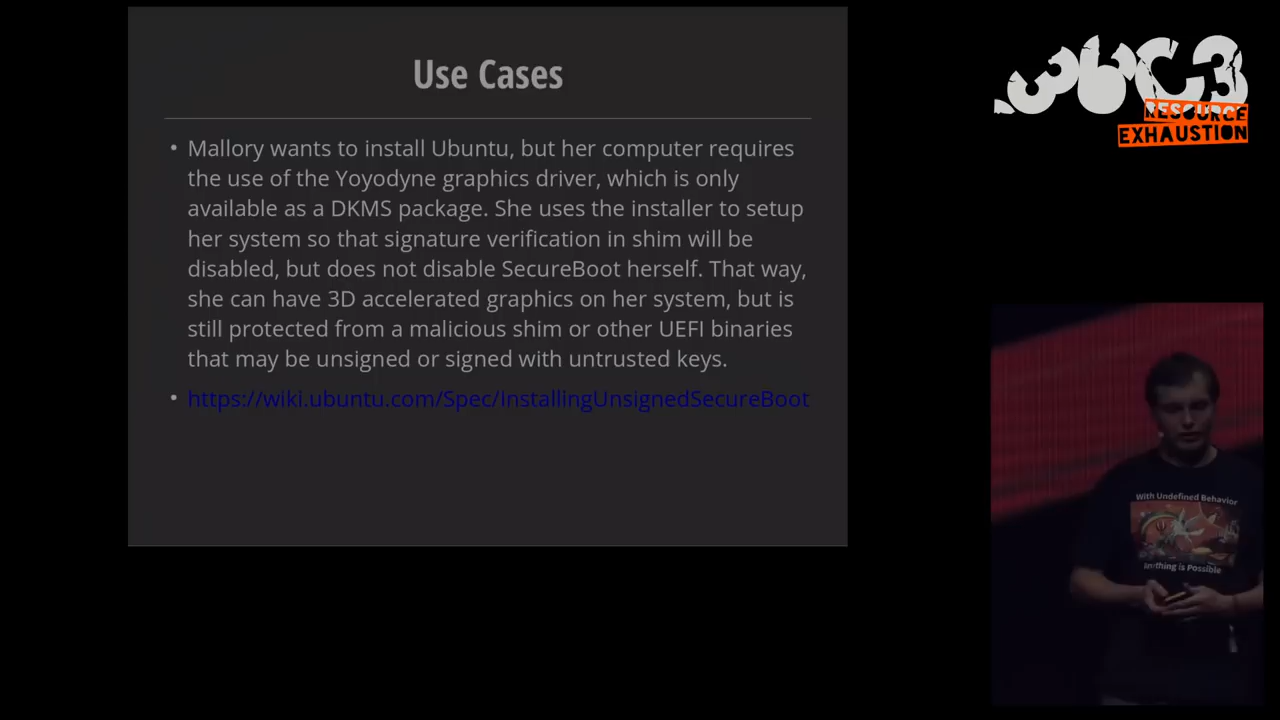 Use Cases
• Mallory wants to install Ubuntu, but her computer requires
the use of the Yoyodyne graphics driver, which is only
available as a DKMS package. She uses the installer to setup
her system so that signature verification in shim will be
disabled, but does not disable SecureBoot herself. That way,
she can have 3D accelerated graphics on her system, but is
still protected from a malicious shim or other UEFI binaries
that may be unsigned or signed with untrusted keys.
• https://wiki.ubuntu.com/Spec/InstallingUnsignedSecureBoot
36C3
RESOURCE
EXHAUSTION
With Undefined Behavior
Anything is Possible